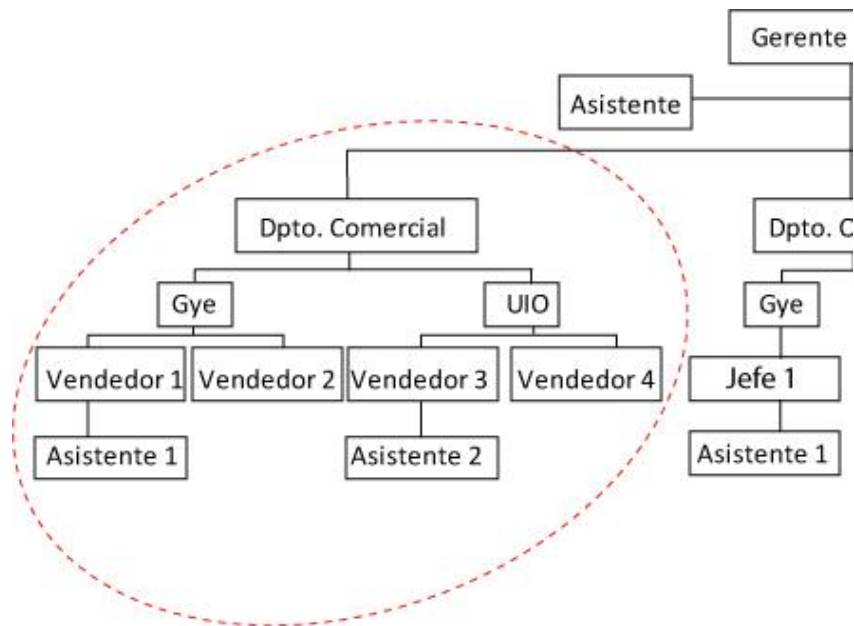 Gerente
Asistente
Dpto. Comercial
Dpto.
Gye
UIO
Gye
Vendedor 1
Vendedor 2
Vendedor 3
Vendedor 4
Jefe 1
Asistente 1
Asistente 2
Asistente 1